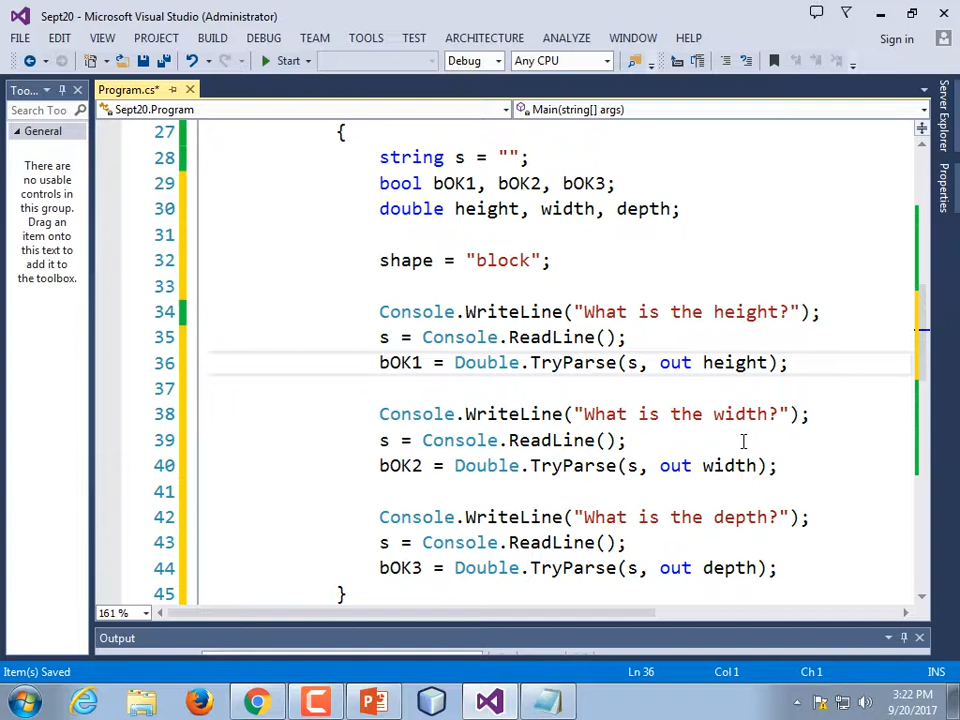 Sept20 - Microsoft Visual Studio (Administrator)
FILE EDIT VIEW PROJECT BUILD DEBUG TEAM TOOLS TEST ARCHITECTURE ANALYZE WINDOW HELP Sign in
Start Debug Any CPU
Too... Program.cs*
Search Too Sept20.Program Main(string[] args)
General
There are
no usable
controls in
this group.
Drag an
item onto
this text to
add it to
the toolbox.
27 {
28 string s = "";
29 bool bOK1, bOK2, bOK3;
30 double height, width, depth;
31
32 shape = "block";
33
34 Console.WriteLine("What is the height?");
35 s = Console.ReadLine();
36 bOK1 = Double.TryParse(s, out height);
37
38 Console.WriteLine("What is the width?");
39 s = Console.ReadLine();
40 bOK2 = Double.TryParse(s, out width);
41
42 Console.WriteLine("What is the depth?");
43 s = Console.ReadLine();
44 bOK3 = Double.TryParse(s, out depth);
45 }
Server Explorer
Properties
161 %
Output
Item(s) Saved Ln 36 Col 1 Ch 1 INS
3:22 PM
9/20/2017